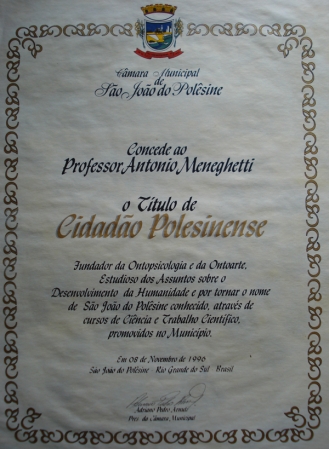 Câmara Municipal
de
São João do Polêsine
Concede ao
Professor Antonio Meneghetti
o Título de
Cidadão Polesinense
Fundador da Ontopsicologia e da Ontoarte,
Estudioso dos Assuntos sobre o
Desenvolvimento da Humanidade e por tornar o nome
de São João do Polêsine conhecido, através de
cursos de Ciência e Trabalho Científico,
promovidos no Município.
Em 08 de Novembro de 1996
São João do Polêsine - Rio Grande do Sul - Brasil
Adriano Pedro
Pres. da Câmara Municipal